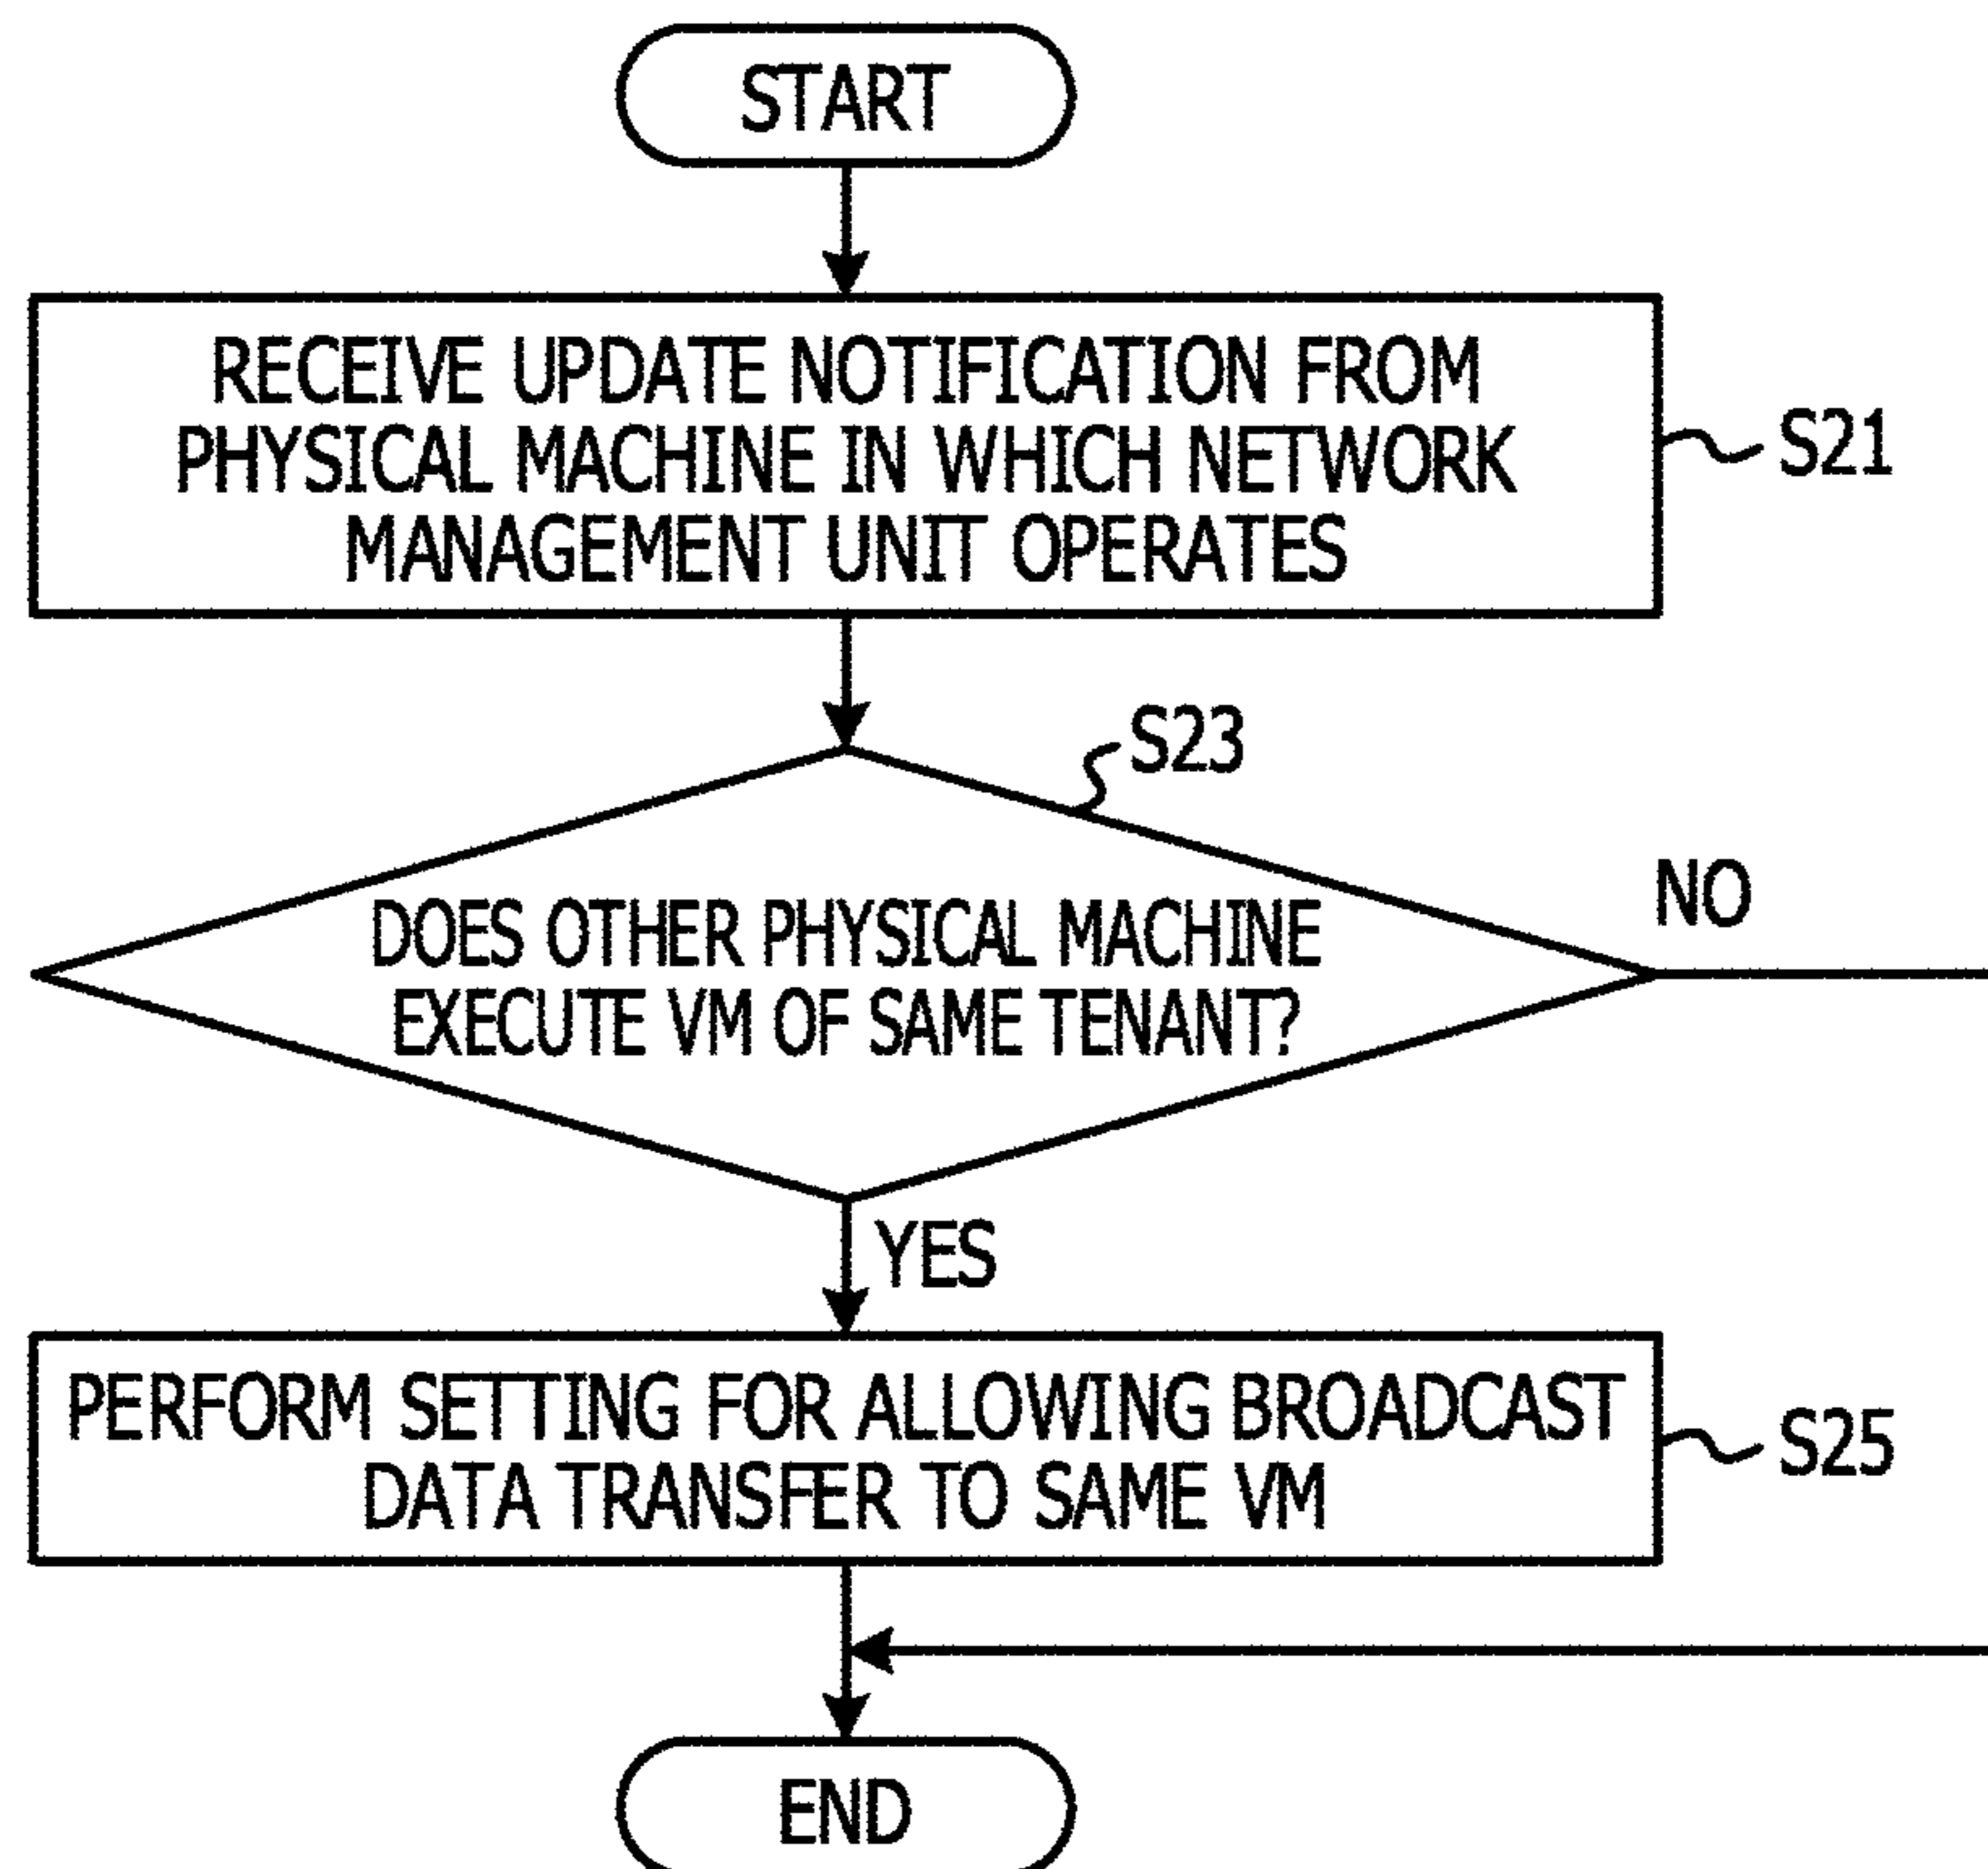 START
RECEIVE UPDATE NOTIFICATION FROM
PHYSICAL MACHINE IN WHICH NETWORK
MANAGEMENT UNIT OPERATES
S21
S23
DOES OTHER PHYSICAL MACHINE
EXECUTE VM OF SAME TENANT?
NO
YES
PERFORM SETTING FOR ALLOWING BROADCAST
DATA TRANSFER TO SAME VM
S25
END